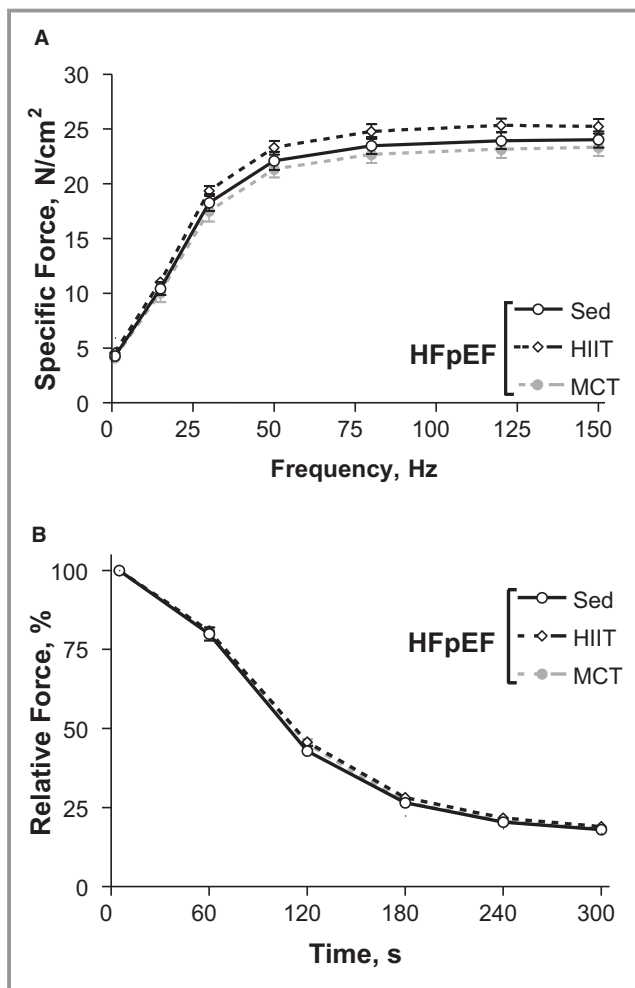 A
30
25
20
15
10
5
0
Specific Force, N/cm²
0 25 50 75 100 125 150
Frequency, Hz
HFpEF
Sed
HIIT
MCT
B
100
75
50
25
0
Relative Force, %
0 60 120 180 240 300
Time, s
HFpEF
Sed
HIIT
MCT